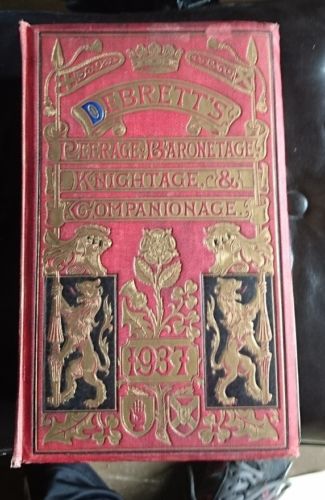 DEBRETT'S
PEERAGE, BARONETAGE,
KNIGHTAGE, &
COMPANIONAGE.
1937